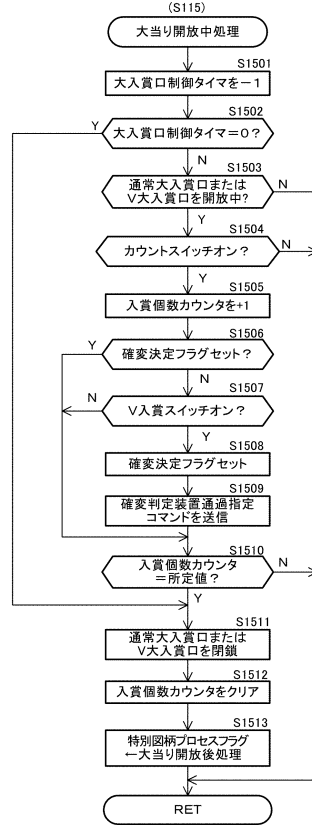 (S115)
大当り開放中処理
S1501
大入賞口制御タイマを－1
S1502
Y
大入賞口制御タイマ＝0？
N
S1503
通常大入賞口または
V大入賞口を開放中?
N
Y
S1504
カウントスイッチオン？
N
Y
S1505
入賞個数カウンタを+1
S1506
Y
確変決定フラグセット？
N
S1507
N
V入賞スイッチオン？
Y
S1508
確変決定フラグセット
S1509
確変判定装置通過指定
コマンドを送信
S1510
入賞個数カウンタ
＝所定値？
N
Y
S1511
通常大入賞口または
V大入賞口を閉鎖
S1512
入賞個数カウンタをクリア
S1513
特別図柄プロセスフラグ
←大当り開放後処理
RET